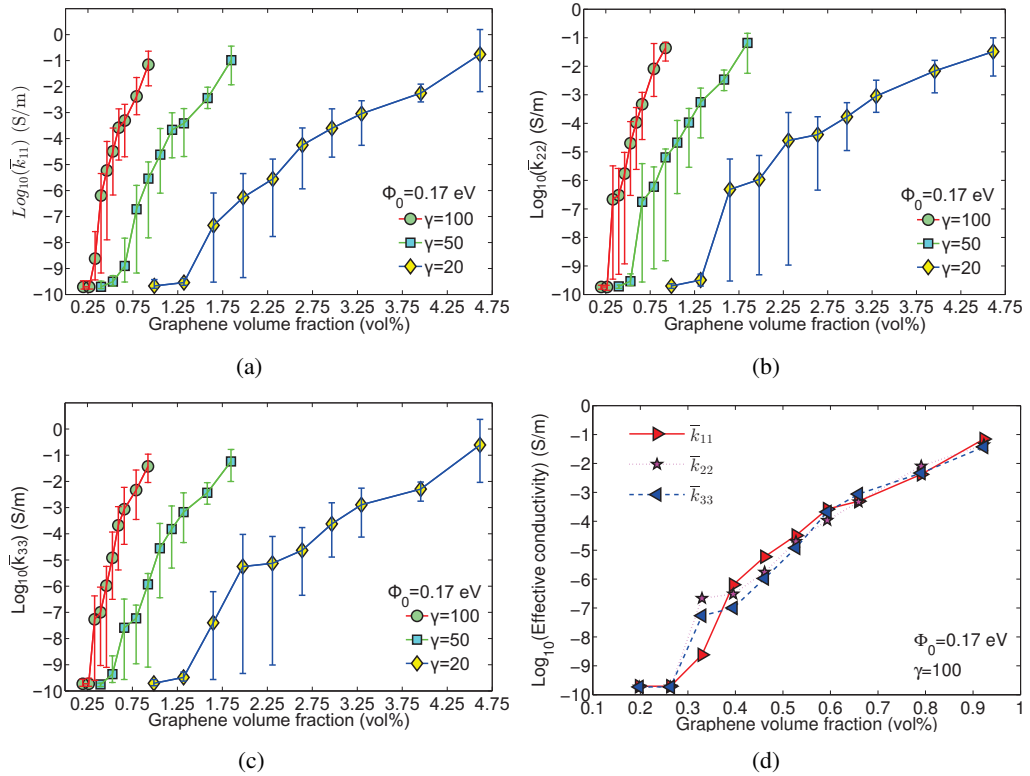 0
−1
−2
−3
−4
−5
−6
−7
−8
−9
−10
Log10(k̅11) (S/m)
0.25 0.75 1.25 1.75 2.25 2.75 3.25 3.75 4.25 4.75
Graphene volume fraction (vol%)
Φ0=0.17 eV
γ=100
γ=50
γ=20
(a)
0
−1
−2
−3
−4
−5
−6
−7
−8
−9
−10
Log10(k̅22) (S/m)
0.25 0.75 1.25 1.75 2.25 2.75 3.25 3.75 4.25 4.75
Graphene volume fraction (vol%)
Φ0=0.17 eV
γ=100
γ=50
γ=20
(b)
0
−1
−2
−3
−4
−5
−6
−7
−8
−9
−10
Log10(k̅33) (S/m)
0.25 0.75 1.25 1.75 2.25 2.75 3.25 3.75 4.25 4.75
Graphene volume fraction (vol%)
Φ0=0.17 eV
γ=100
γ=50
γ=20
(c)
0
−1
−2
−3
−4
−5
−6
−7
−8
−9
−10
Log10(Effective conductivity) (S/m)
k̅11
k̅22
k̅33
Φ0=0.17 eV
γ=100
0.1 0.2 0.3 0.4 0.5 0.6 0.7 0.8 0.9 1
Graphene volume fraction (vol%)
(d)